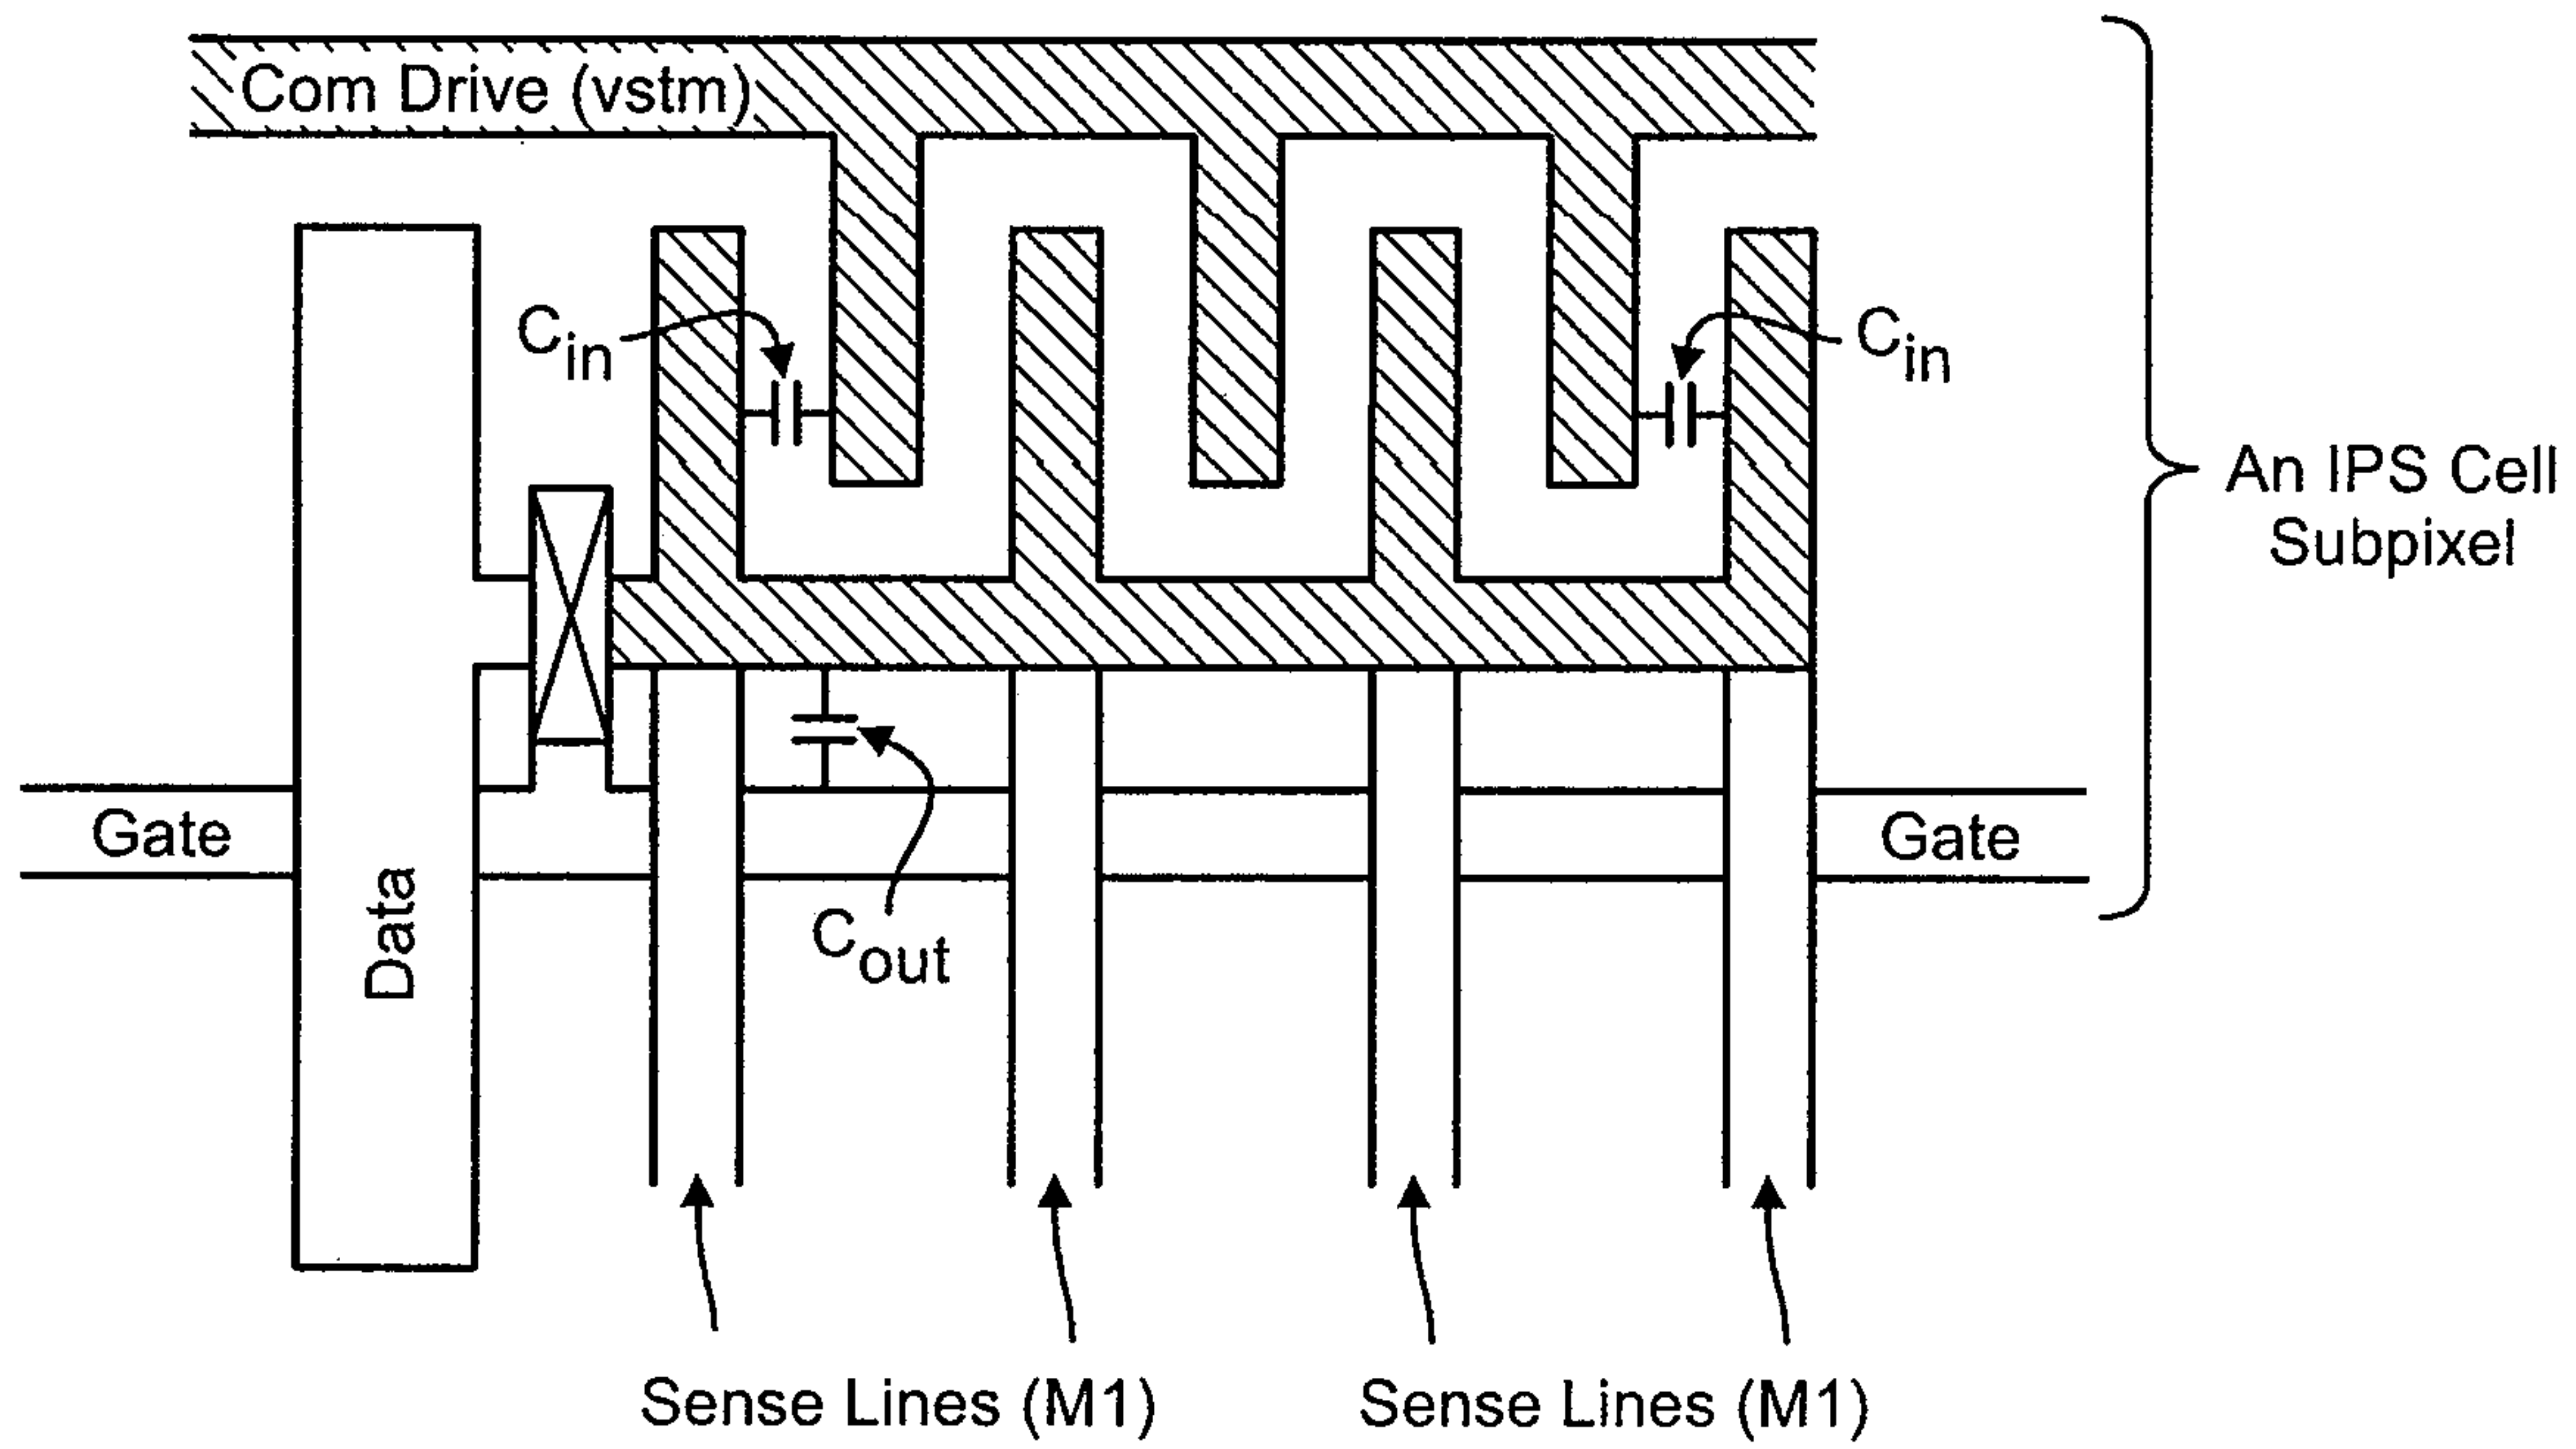 Com Drive (vstm)
Cin
Cin
An IPS Cell
Subpixel
Gate
Gate
Data
Cout
Sense Lines (M1)
Sense Lines (M1)